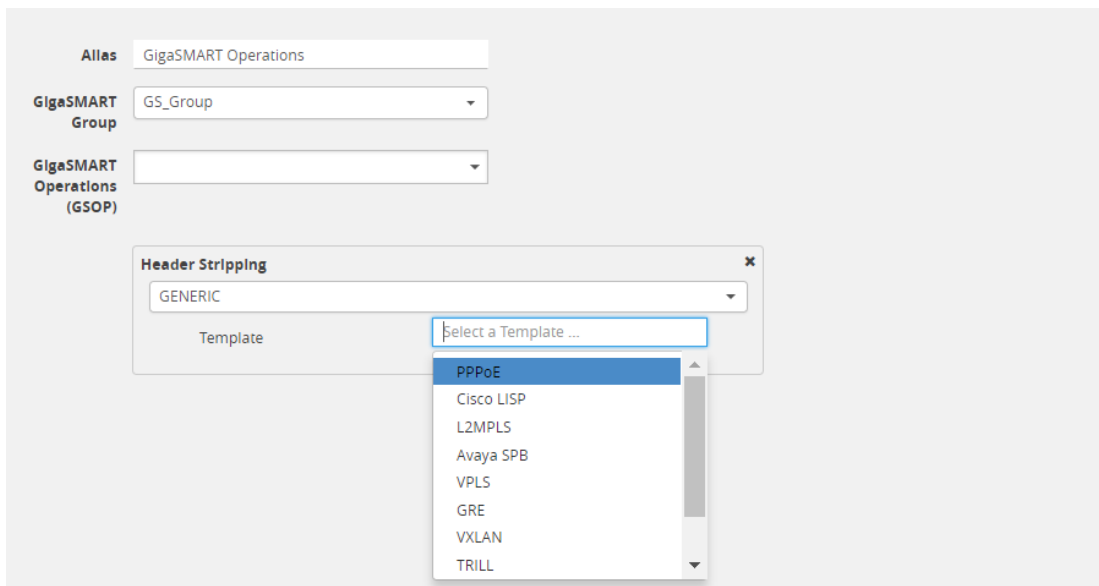 Alias GigaSMART Operations
GigaSMART
Group
GS_Group
GigaSMART
Operations
(GSOP)
Header Stripping
GENERIC
Template Select a Template ...
PPPoE
Cisco LISP
L2MPLS
Avaya SPB
VPLS
GRE
VXLAN
TRILL